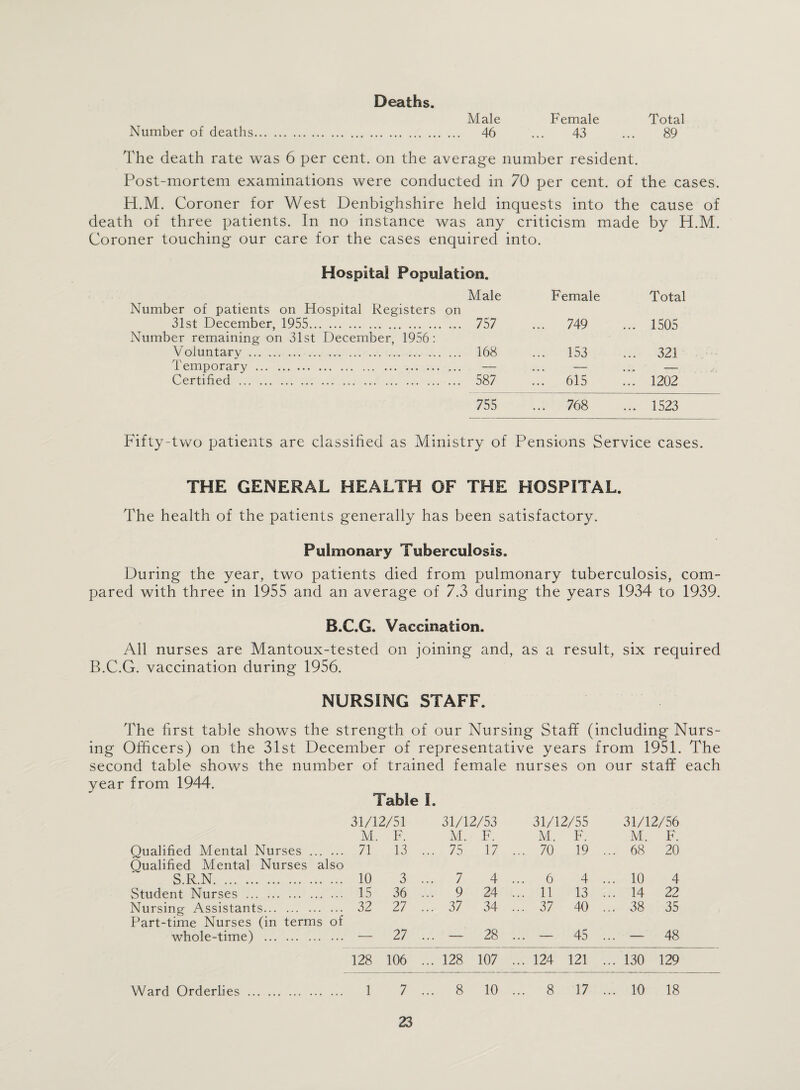 Deaths.
Male Female Total
Number of deaths... ... ... ... ... ... ... ... ... ... ... 46 ... 43 ... 89
The death rate was 6 per cent. on the average number resident.
Post-mortem examinations were conducted in 70 per cent. of the cases.
H.M. Coroner for West Denbighshire held inquests into the cause of
death of three patients. In no instance was any criticism made by H.M.
Coroner touching our care for the cases enquired into.
Hospital Population.
Male Female Total
Number of patients on Hospital Registers on
31st December, 1955... ... ... ... ... ... ... ... 757 ... 749 ... 1505
Number remaining on 31st December, 1956:
Voluntary ... ... ... ... ... ... ... ... ... ... ... 168 ... 153 ... 321
Temporary ... ... ... ... ... ... ... ... ... ... ... — ... — ... —
Certified ... ... ... ... ... ... ... ... ... ... ... 587 ... 615 ... 1202
755 ... 768 ... 1523
Fifty-two patients are classified as Ministry of Pensions Service cases.
THE GENERAL HEALTH OF THE HOSPITAL.
The health of the patients generally has been satisfactory.
Pulmonary Tuberculosis.
During the year, two patients died from pulmonary tuberculosis, com-
pared with three in 1955 and an average of 7.3 during the years 1934 to 1939.
B.C.G. Vaccination.
All nurses are Mantoux-tested on joining and, as a result, six required
B.C.G. vaccination during 1956.
NURSING STAFF.
The first table shows the strength of our Nursing Staff (including Nurs-
ing Officers) on the 31st December of representative years from 1951. The
second table shows the number of trained female nurses on our staff each
year from 1944.
Table I.
31/12/51 31/12/53 31/12/55 31/12/56
M. F. M. F. M. F. M. F.
Qualified Mental Nurses ... ... 71 13 ... 75 17 ... 70 19 ... 68 20
Qualified Mental Nurses also
S.R.N. ... ... ... ... ... ... 10 3 ... 7 4 ... 6 4 ... 10 4
Student Nurses ... ... ... ... ... 15 36 ... 9 24 ... 11 13 ... 14 22
Nursing Assistants... ... ... ... 32 27 ... 37 34 ... 37 40 ... 38 35
Part-time Nurses (in terms of
whole-time) ... ... ... ... — 27 ... — 28 ... — 45 ... — 48
128 106 ... 128 107 ... 124 121 ... 130 129
Ward Orderlies ... ... ... ... ... 1 7 ... 8 10 ... 8 17 ... 10 18
23